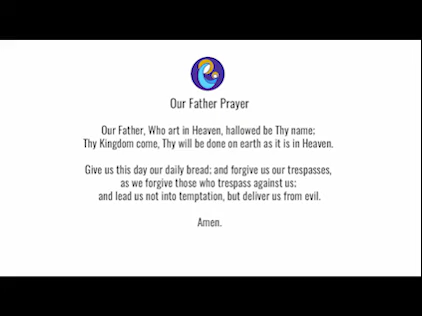 Our Father Prayer
Our Father, Who art in Heaven, hallowed be Thy name;
Thy Kingdom come, Thy will be done on earth as it is in Heaven.
Give us this day our daily bread; and forgive us our trespasses,
as we forgive those who trespass against us;
and lead us not into temptation, but deliver us from evil.
Amen.